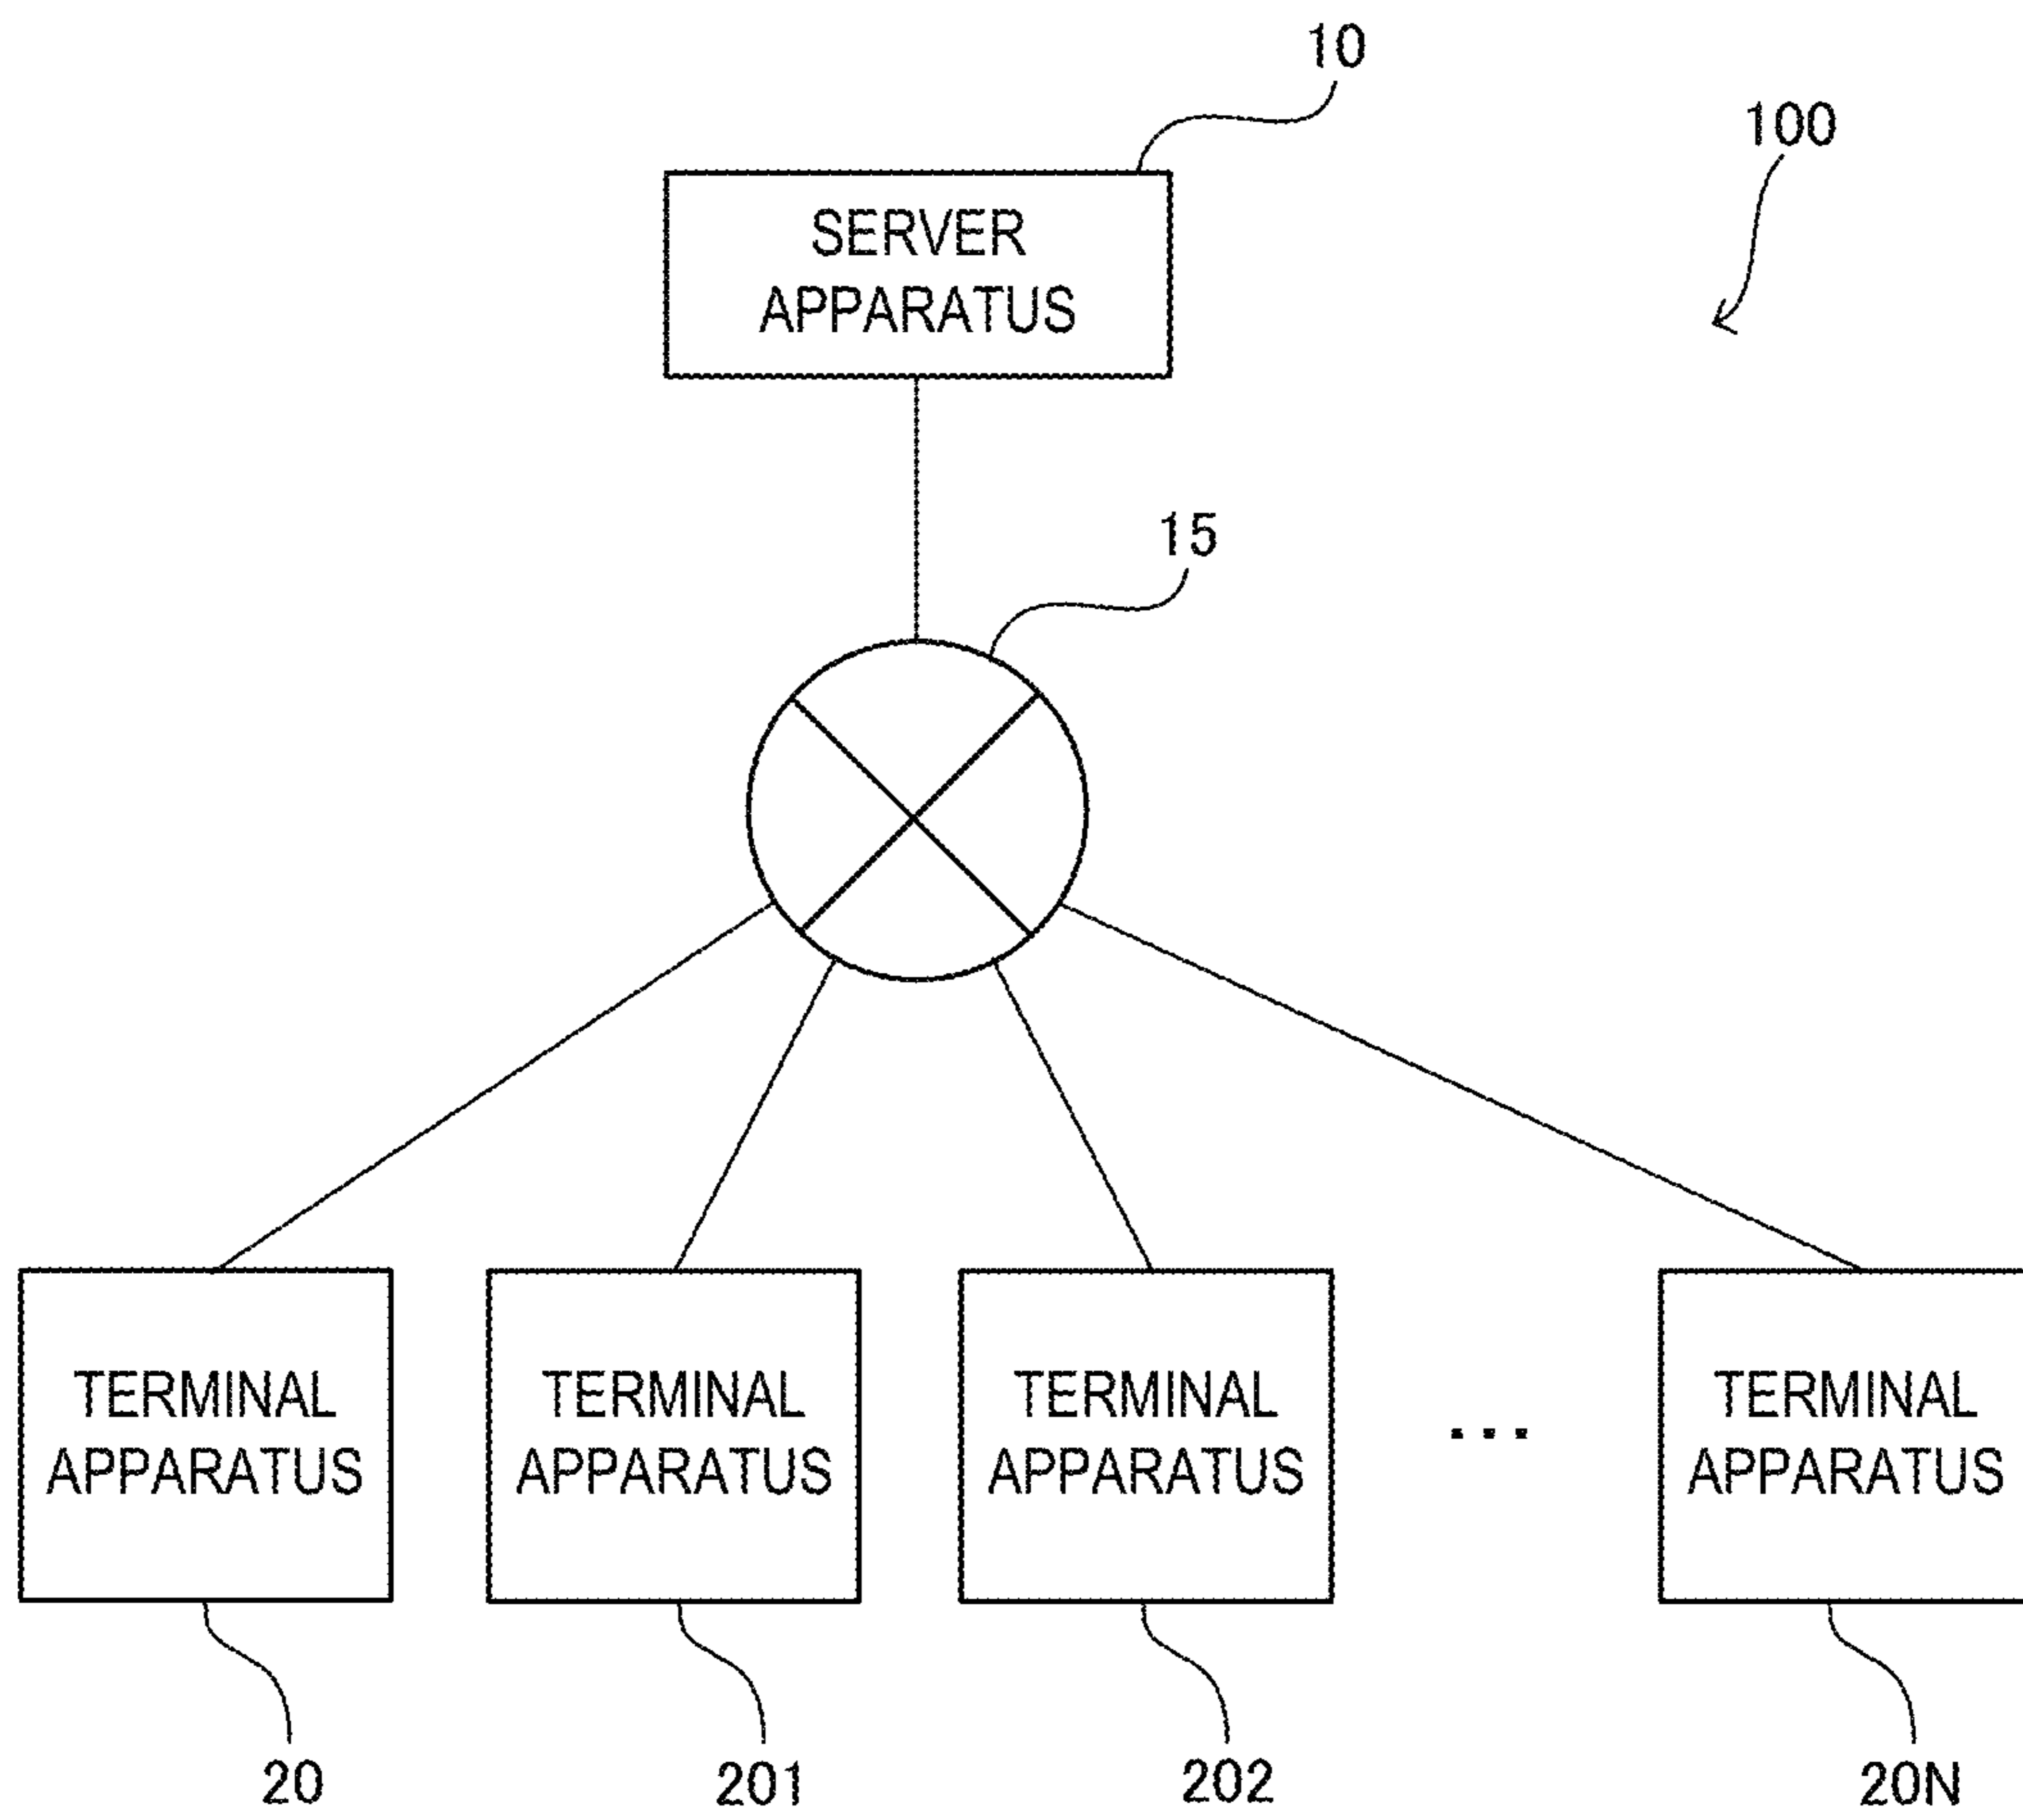 10
100
SERVER
APPARATUS
15
TERMINAL
APPARATUS
TERMINAL
APPARATUS
TERMINAL
APPARATUS
...
TERMINAL
APPARATUS
20
201
202
20N